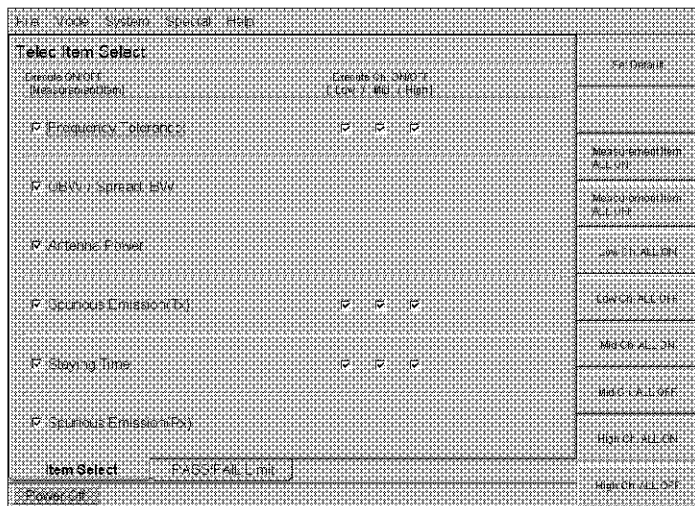 File Mode System Special Help
Telec Item Select
Execute ON/OFF
[Measurement Item]
Execute Ch. ON/OFF
[ Low / Mid / High ]
Frequency Tolerance
OBW / Spread. BW
Antenna Power
Spurious Emission(Tx)
Staying Time
Spurious Emission(Rx)
Item Select
PASS/FAIL Limit
Power Off
Set Default
Measurement Item
ALL ON
Measurement Item
ALL OFF
Low Ch. ALL ON
Low Ch. ALL OFF
Mid Ch. ALL ON
Mid Ch. ALL OFF
High Ch. ALL ON
High Ch. ALL OFF